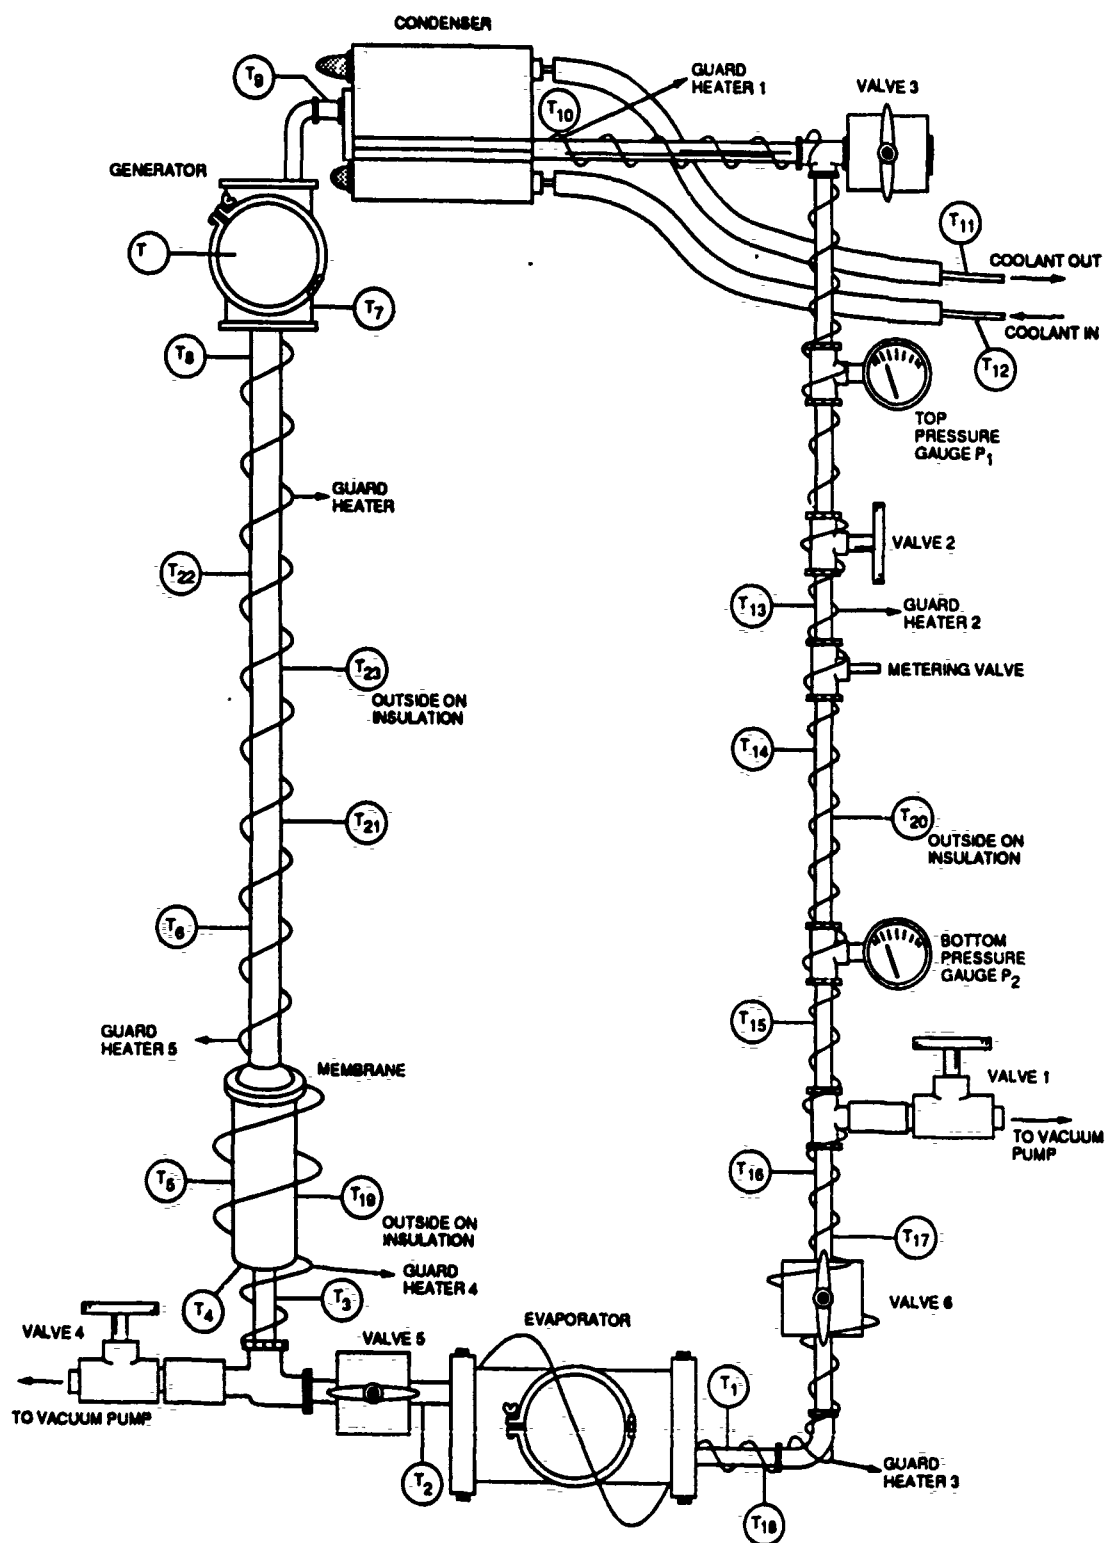 CONDENSER
T9
GUARD
HEATER 1
T10
VALVE 3
GENERATOR
T
T7
T8
T11
COOLANT OUT
COOLANT IN
T12
TOP
PRESSURE
GAUGE P1
GUARD
HEATER
VALVE 2
T22
T13
GUARD
HEATER 2
T23
OUTSIDE ON
INSULATION
METERING VALVE
T14
T21
T20
OUTSIDE ON
INSULATION
T6
BOTTOM
PRESSURE
GAUGE P2
T15
GUARD
HEATER 5
MEMBRANE
VALVE 1
TO VACUUM
PUMP
T5
T19
OUTSIDE ON
INSULATION
T16
T17
GUARD
HEATER 4
T4
T3
VALVE 6
VALVE 4
VALVE 5
EVAPORATOR
TO VACUUM PUMP
T2
T1
T18
GUARD
HEATER 3